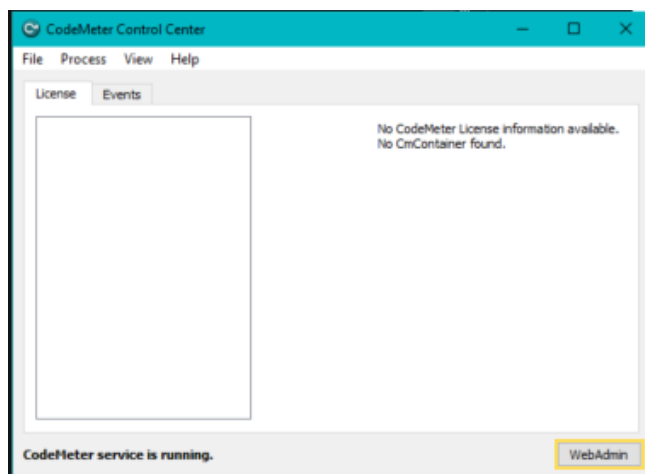 CodeMeter Control Center
File Process View Help
License Events
No CodeMeter License information available.
No CmContainer found.
CodeMeter service is running. WebAdmin